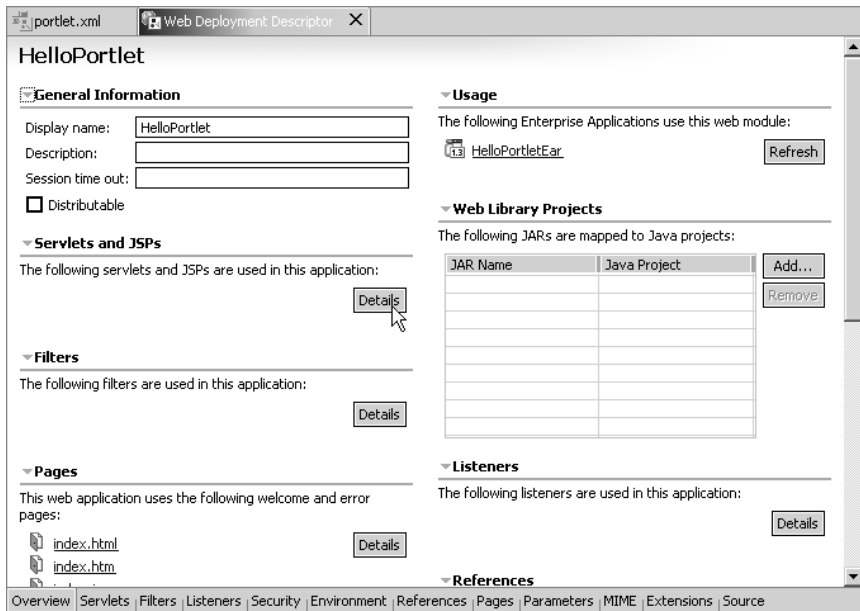 portlet.xml
Web Deployment Descriptor
HelloPortlet
General Information
Display name: HelloPortlet
Description:
Session time out:
Distributable
Servlets and JSPs
The following servlets and JSPs are used in this application:
Details
Filters
The following filters are used in this application:
Details
Pages
This web application uses the following welcome and error
pages:
index.html
Details
index.htm
Usage
The following Enterprise Applications use this web module:
1.3 HelloPortletEar
Refresh
Web Library Projects
The following JARs are mapped to Java projects:
JAR Name Java Project
Add...
Remove
Listeners
The following listeners are used in this application:
Details
References
Overview Servlets Filters Listeners Security Environment References Pages Parameters MIME Extensions Source